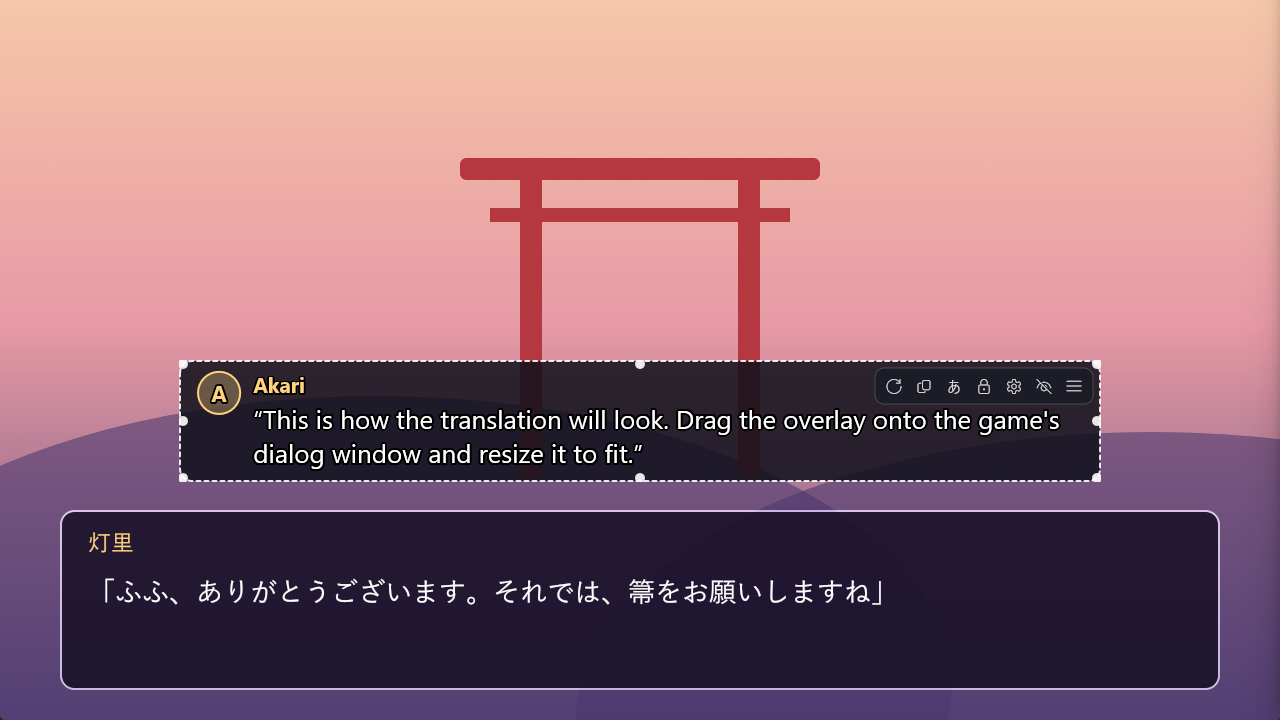 A
Akari
あ
"This is how the translation will look. Drag the overlay onto the game's
dialog window and resize it to fit."
灯里
「ふふ、ありがとうございます。それでは、箒をお願いしますね」